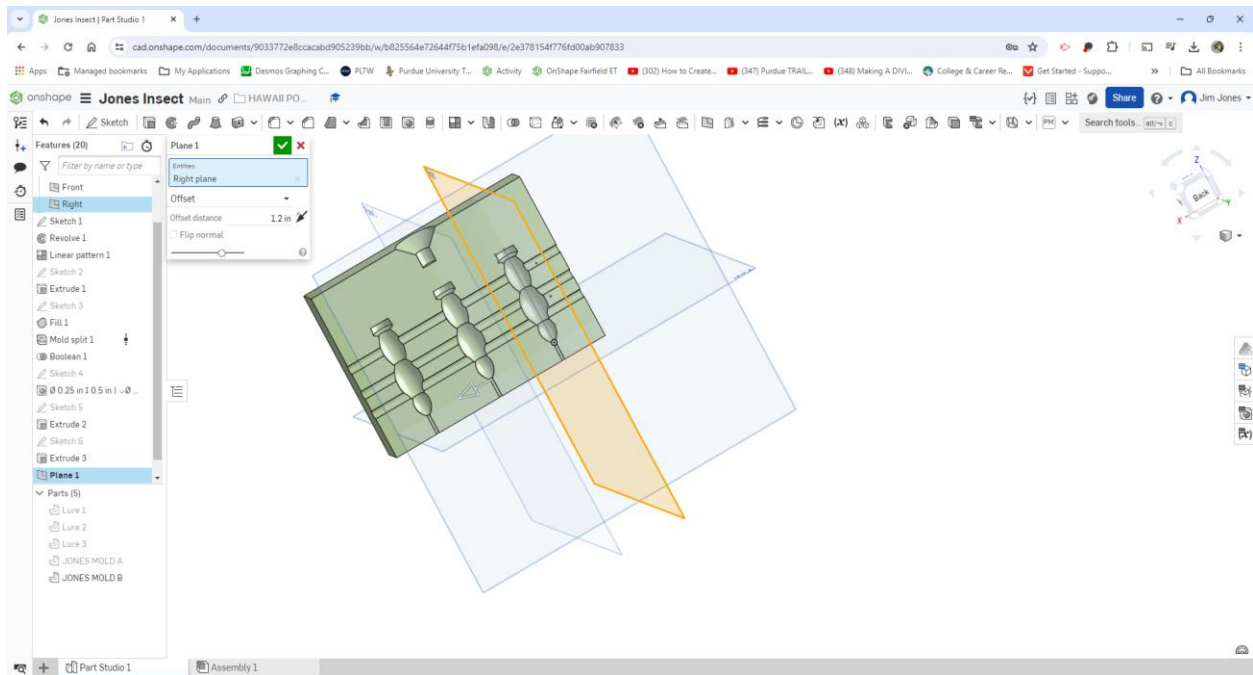 Jones Insect | Part Studio 1
cad.onshape.com/documents/9033772e8ccacabd905239bb/w/b825564e72644f75b1efa098/e/2e378154f776fd00ab907833
Apps Managed bookmarks My Applications Desmos Graphing C... PLTW Purdue University T... Activity OnShape Fairfield ET (302) How to Create... (347) Purdue TRAIL... (348) Making A DIVI... College & Career Re... Get Started - Suppo... » All Bookmarks
onshape Jones Insect Main HAWAII PO... Share Jim Jones
Sketch Search tools... alt/⌥ c
Features (20) Plane 1
Filter by name or type Entities
Front Right plane
Right Offset
Sketch 1 Offset distance 1.2 in
Revolve 1 Flip normal
Linear pattern 1
Sketch 2
Extrude 1
Sketch 3
Fill 1
Mold split 1
Boolean 1
Sketch 4
Ø 0.25 in ↧ 0.5 in | ⌵Ø ...
Sketch 5
Extrude 2
Sketch 6
Extrude 3
Plane 1
Parts (5)
Lure 1
Lure 2
Lure 3
JONES MOLD A
JONES MOLD B
Z
Back
Y
X
Part Studio 1 Assembly 1